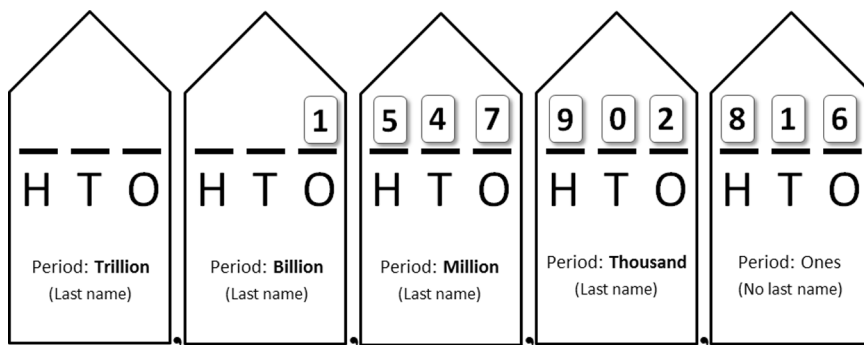 1 5 4 7 9 0 2 8 1 6
H T O H T O H T O H T O H T O
Period: Trillion Period: Billion Period: Million Period: Thousand Period: Ones
(Last name) (Last name) (Last name) (Last name) (No last name)
, , , ,